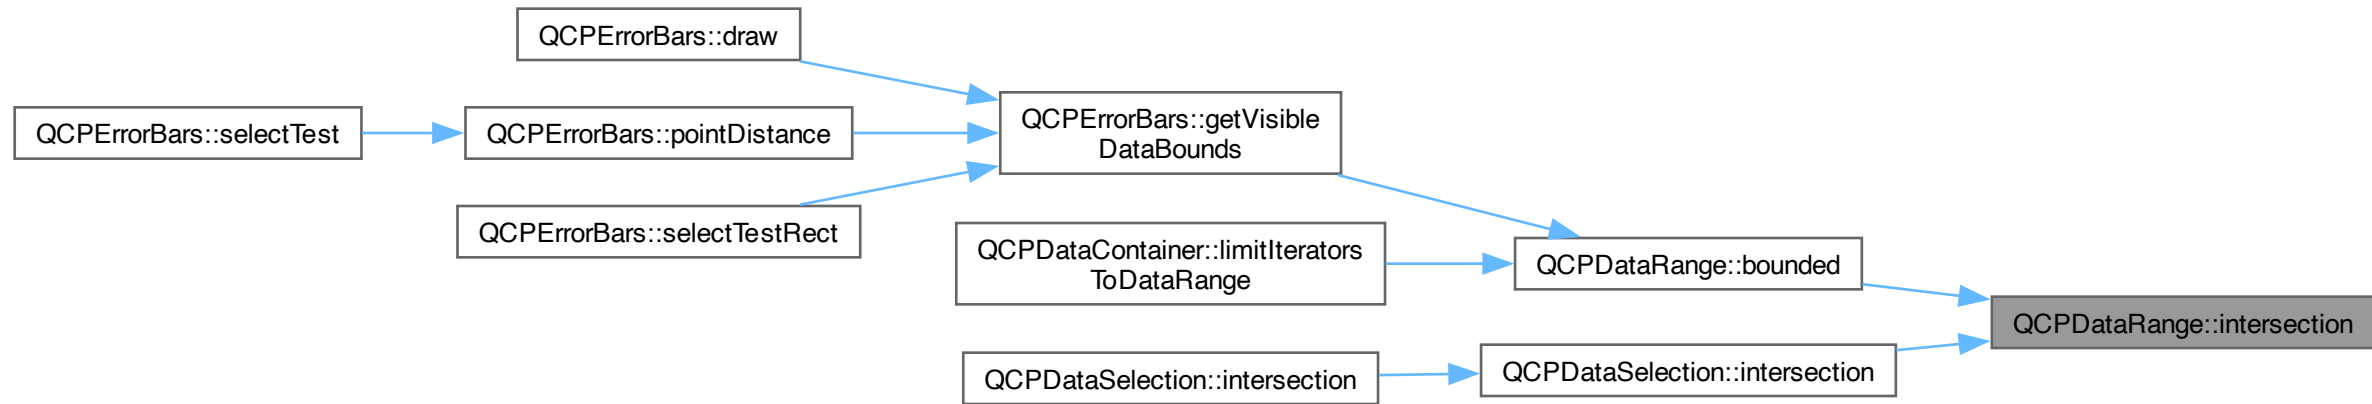 QCPErrorBars::draw
QCPErrorBars::selectTest
QCPErrorBars::pointDistance
QCPErrorBars::getVisible
DataBounds
QCPErrorBars::selectTestRect
QCPDataContainer::limitIterators
ToDataRange
QCPDataRange::bounded
QCPDataRange::intersection
QCPDataSelection::intersection
QCPDataSelection::intersection